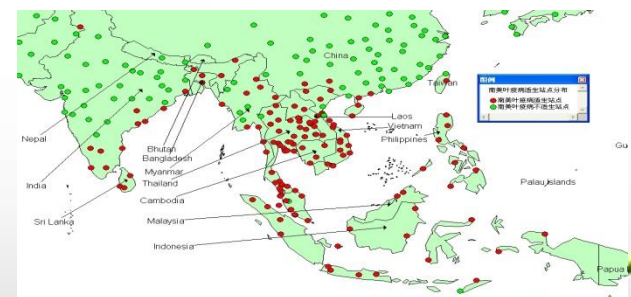 China
Taiwan
图例
南美叶疫病适生站点分布
南美叶疫病适生站点
南美叶疫病不适生站点
Nepal
Laos
Vietnam
Philippines
Bhutan
Bangladesh
Myanmar
India
Thailand
Palau Islands
Cambodia
Sri Lanka
Malaysia
Indonesia
Papua
Gu